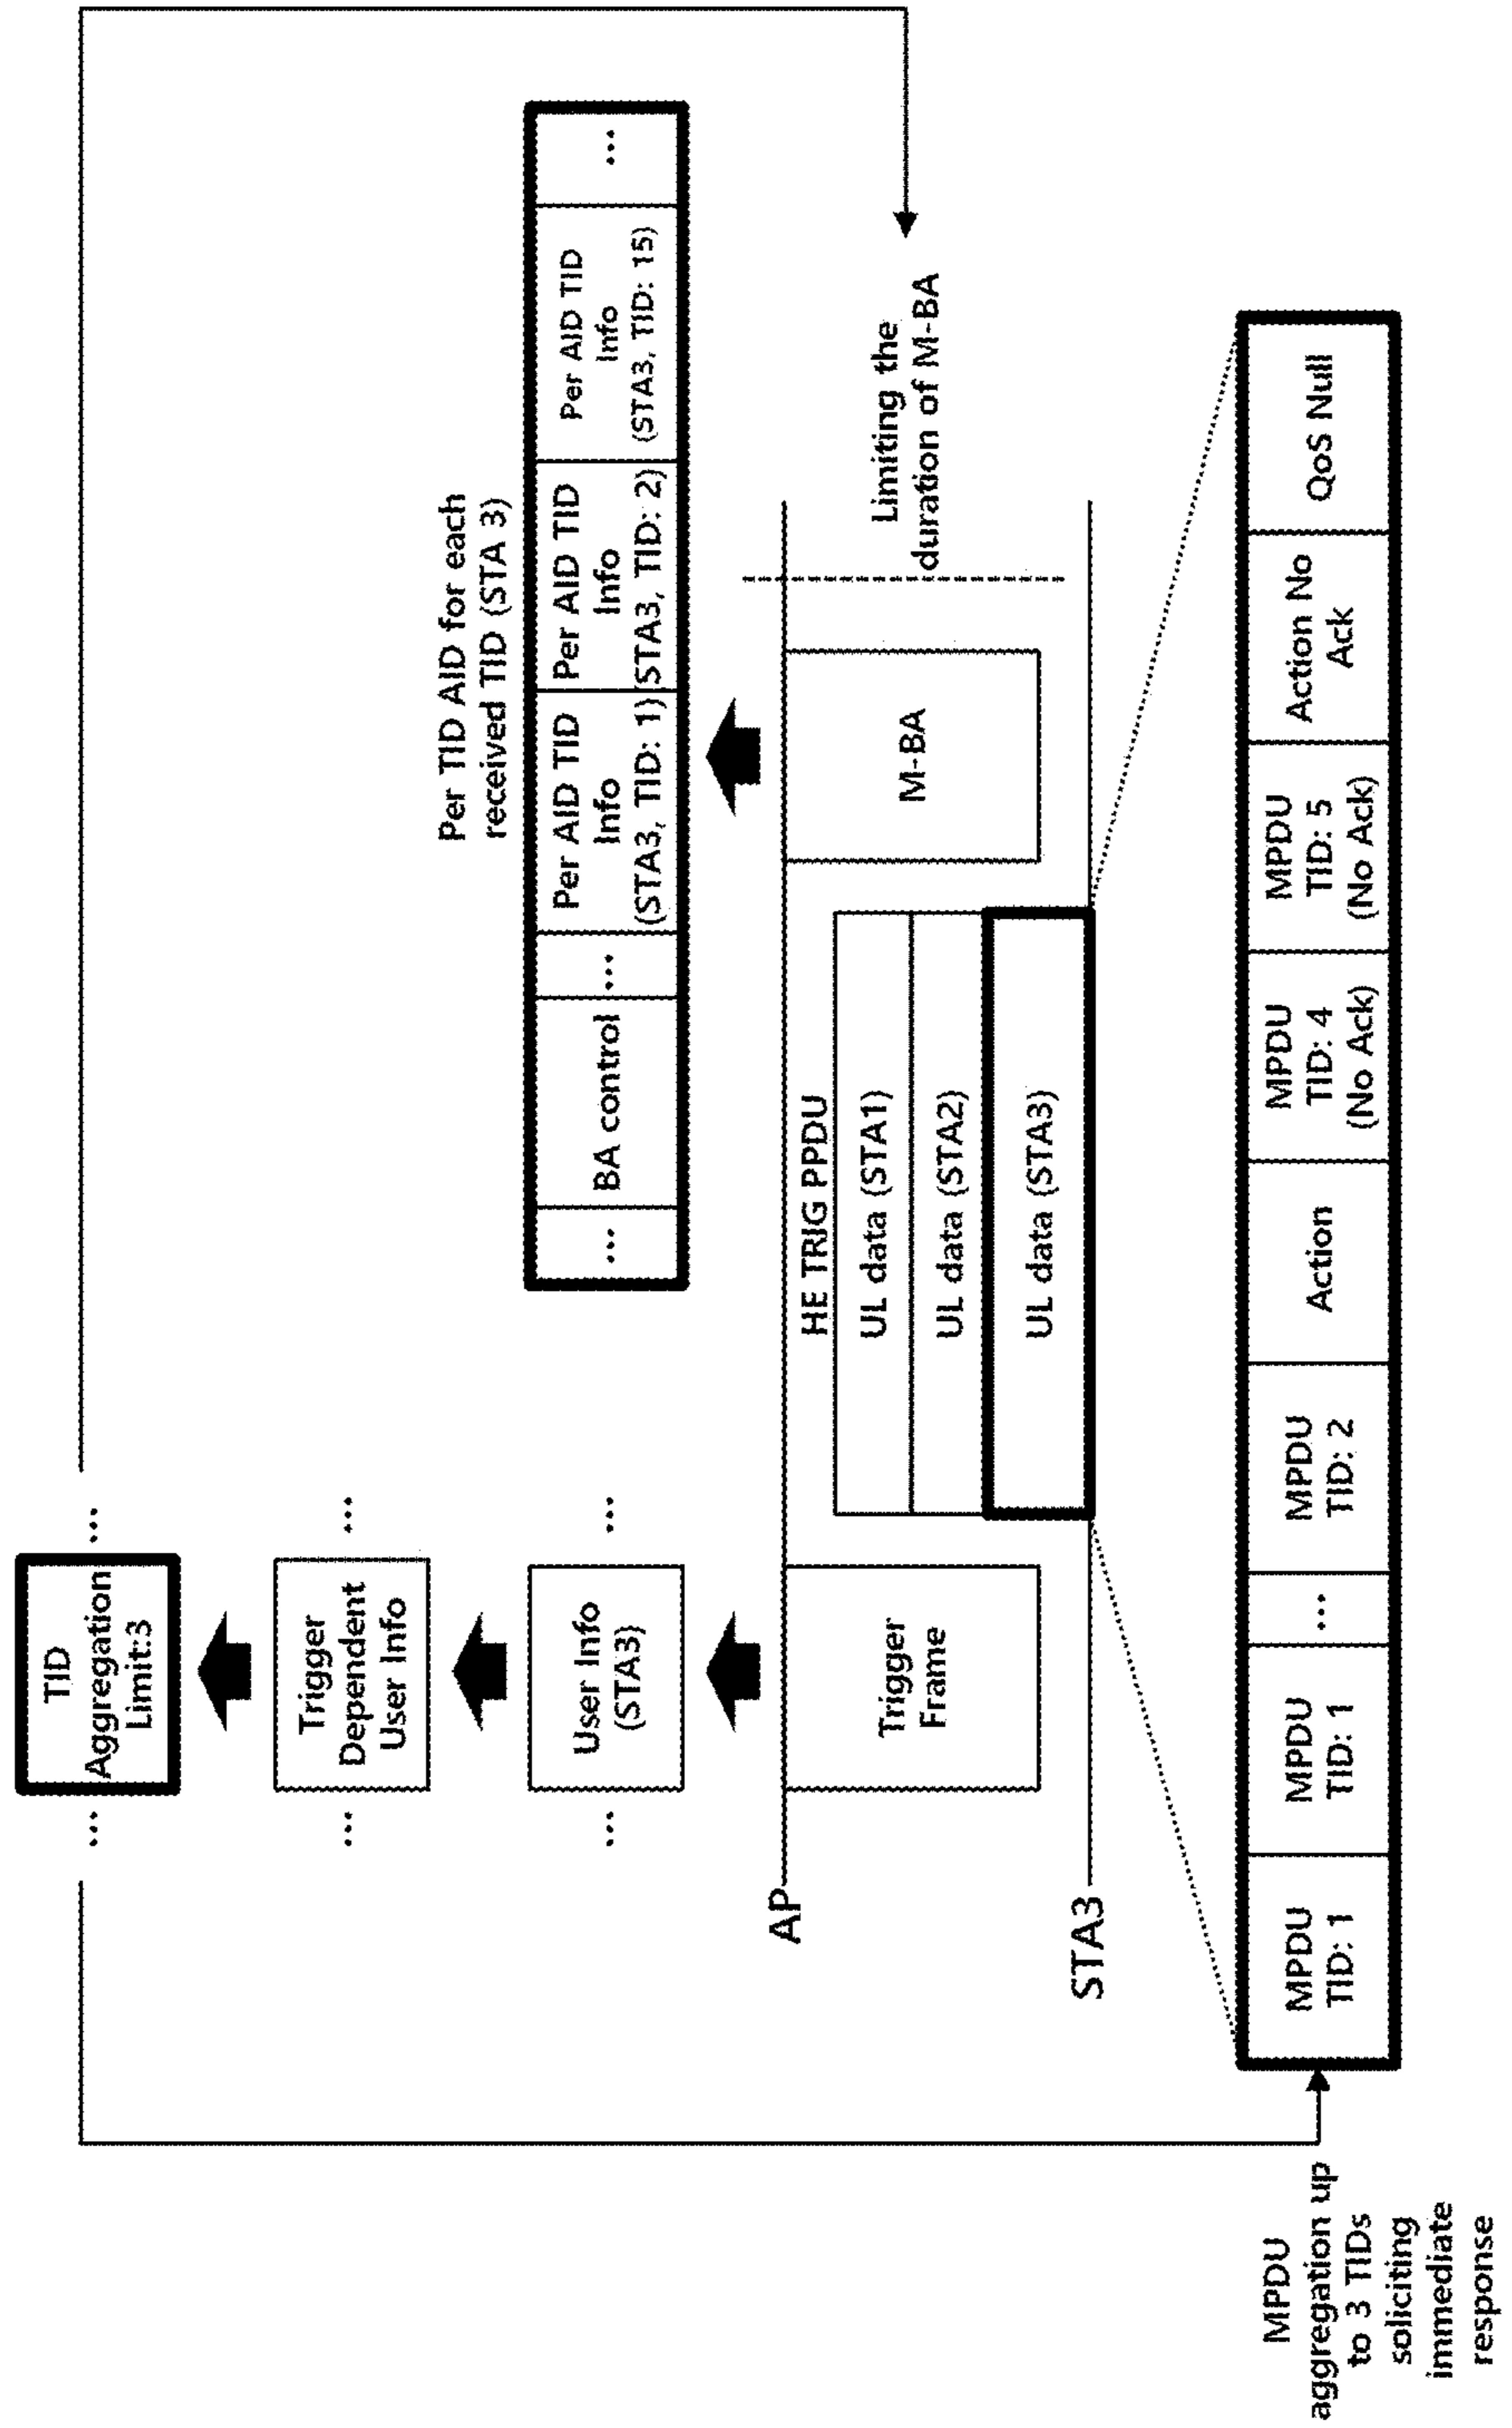 TID
Aggregation
Limit:3
...
...
Trigger
Dependent
User Info
...
...
User Info
(STA3)
...
...
Per TID AID for each
received TID (STA 3)
...
BA control
...
Per AID TID
Info
(STA3, TID: 1)
Per AID TID
Info
(STA3, TID: 2)
Per AID TID
Info
(STA3, TID: 15)
...
AP
Trigger
Frame
HE TRIG PPDU
UL data (STA1)
UL data (STA2)
UL data (STA3)
M-BA
Limiting the
duration of M-BA
STA3
MPDU
aggregation up
to 3 TIDs
soliciting
immediate
response
MPDU
TID: 1
MPDU
TID: 1
...
MPDU
TID: 2
Action
MPDU
TID: 4
(No Ack)
MPDU
TID: 5
(No Ack)
Action No
Ack
QoS Null